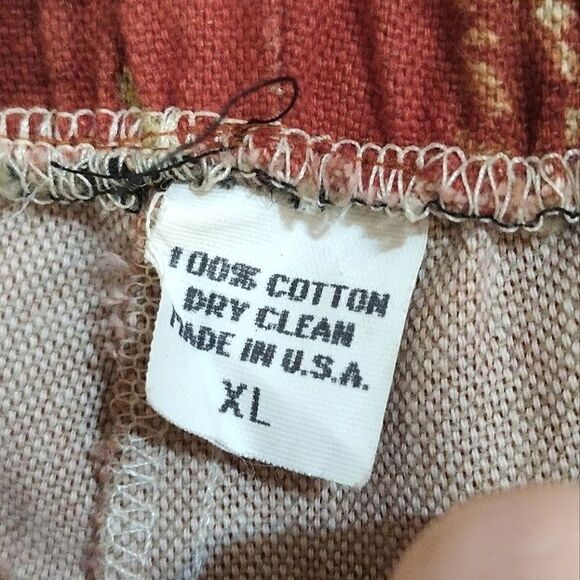 100% COTTON
DRY CLEAN
MADE IN U.S.A.
XL